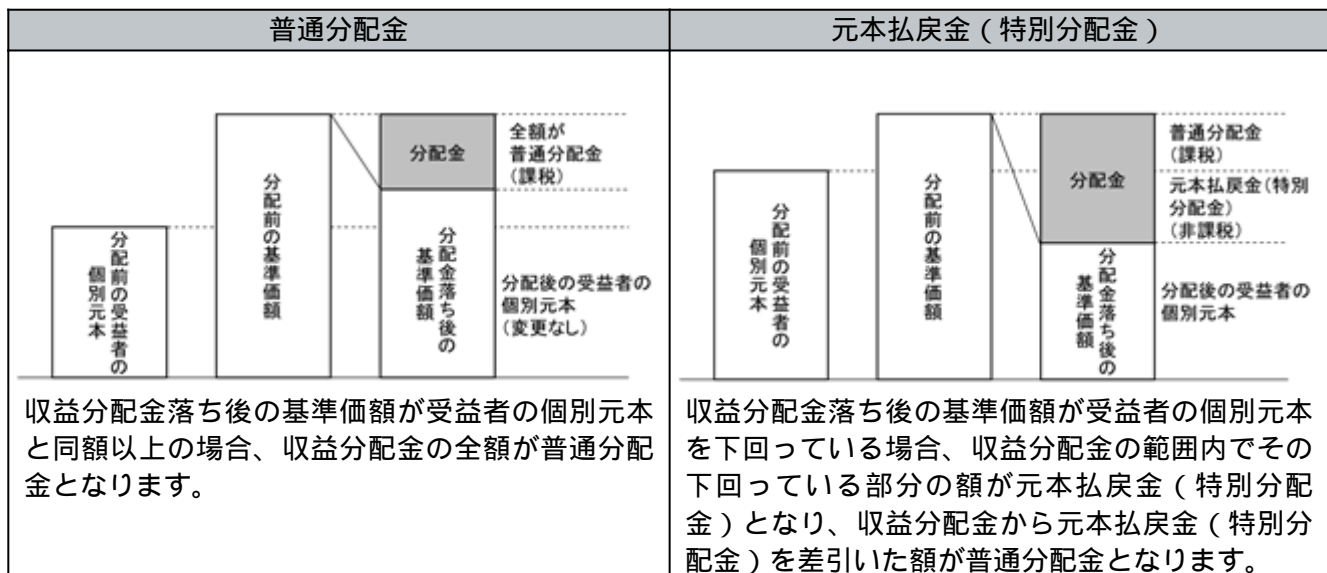 普通分配金
分配前の受益者の
個別元本
分配前の基準価額
分配金
分配金落ち後の
基準価額
全額が
普通分配金
(課税)
分配後の受益者の
個別元本
(変更なし)
収益分配金落ち後の基準価額が受益者の個別元本
と同額以上の場合、収益分配金の全額が普通分配
金となります。
元本払戻金（特別分配金）
分配前の受益者の
個別元本
分配前の基準価額
分配金
分配金落ち後の
基準価額
普通分配金
(課税)
元本払戻金(特別
分配金)
(非課税)
分配後の受益者の
個別元本
収益分配金落ち後の基準価額が受益者の個別元本
を下回っている場合、収益分配金の範囲内でその
下回っている部分の額が元本払戻金（特別分配
金）となり、収益分配金から元本払戻金（特別分
配金）を差引いた額が普通分配金となります。